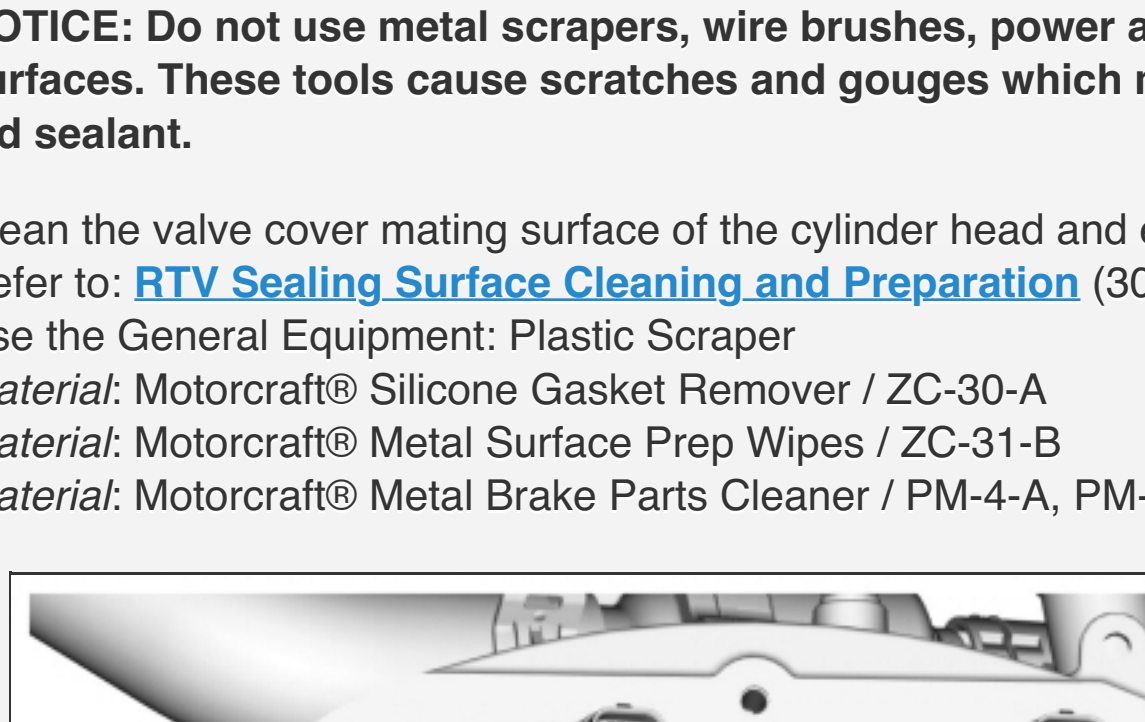 OTICE: Do not use metal scrapers, wire brushes, power a
urfaces. These tools cause scratches and gouges which
d sealant.
ean the valve cover mating surface of the cylinder head and
efer to: RTV Sealing Surface Cleaning and Preparation (30
se the General Equipment: Plastic Scraper
aterial: Motorcraft® Silicone Gasket Remover / ZC-30-A
aterial: Motorcraft® Metal Surface Prep Wipes / ZC-31-B
aterial: Motorcraft® Metal Brake Parts Cleaner / PM-4-A, PM-